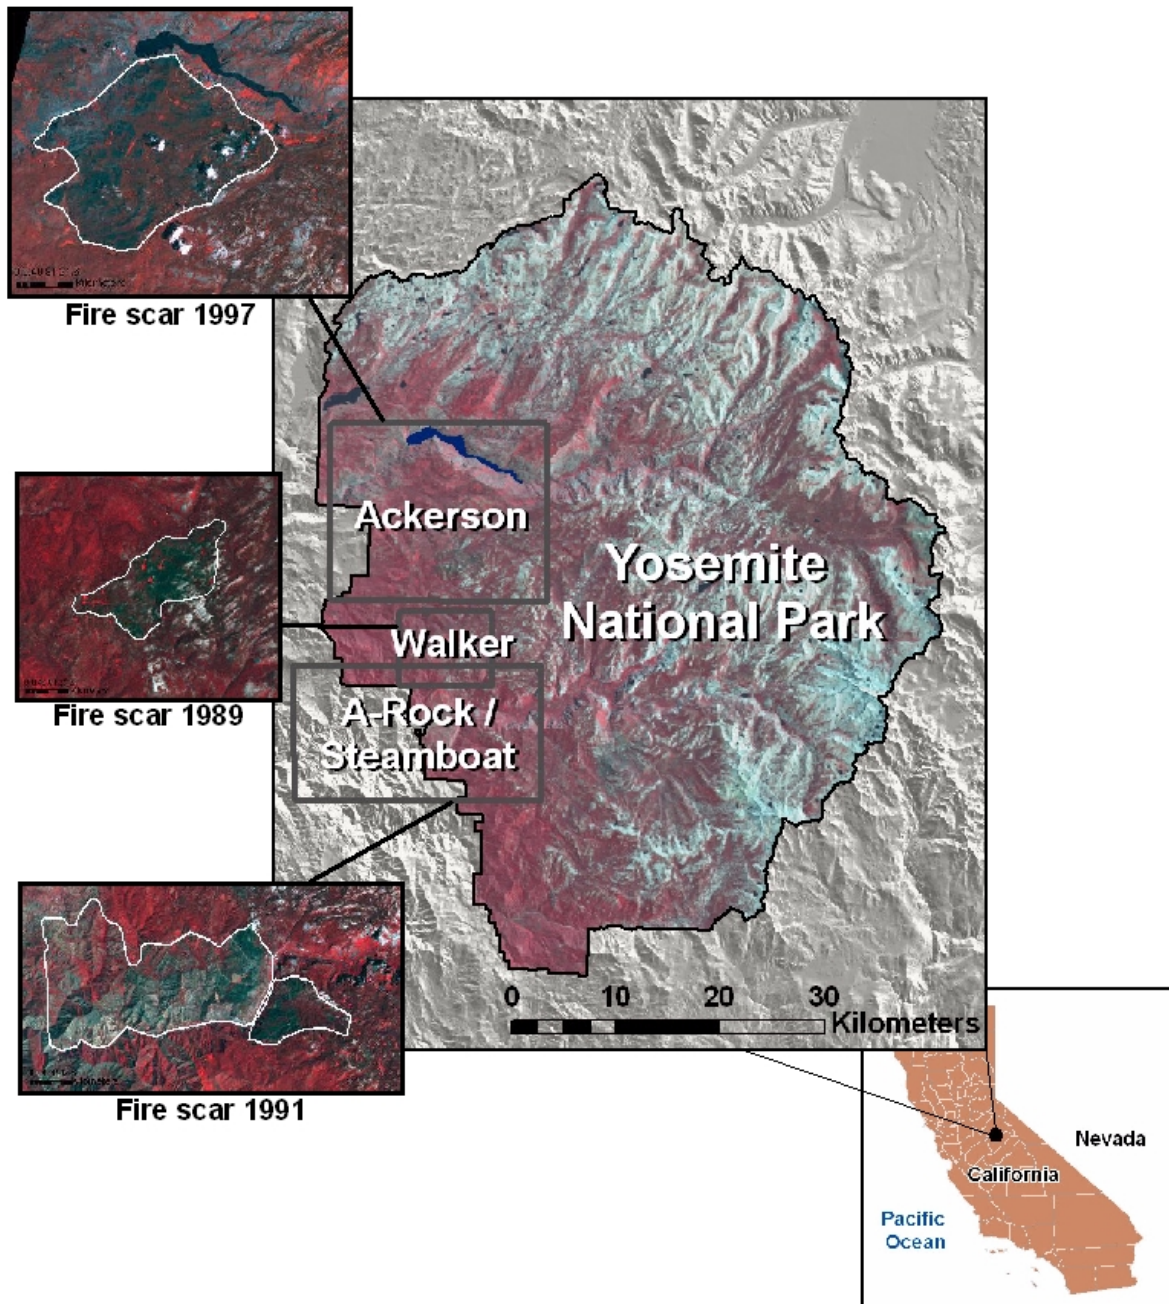 Fire scar 1997
Ackerson
Yosemite
National Park
Walker
Fire scar 1989
A-Rock /
Steamboat
0 10 20 30
Kilometers
Fire scar 1991
Nevada
California
Pacific
Ocean